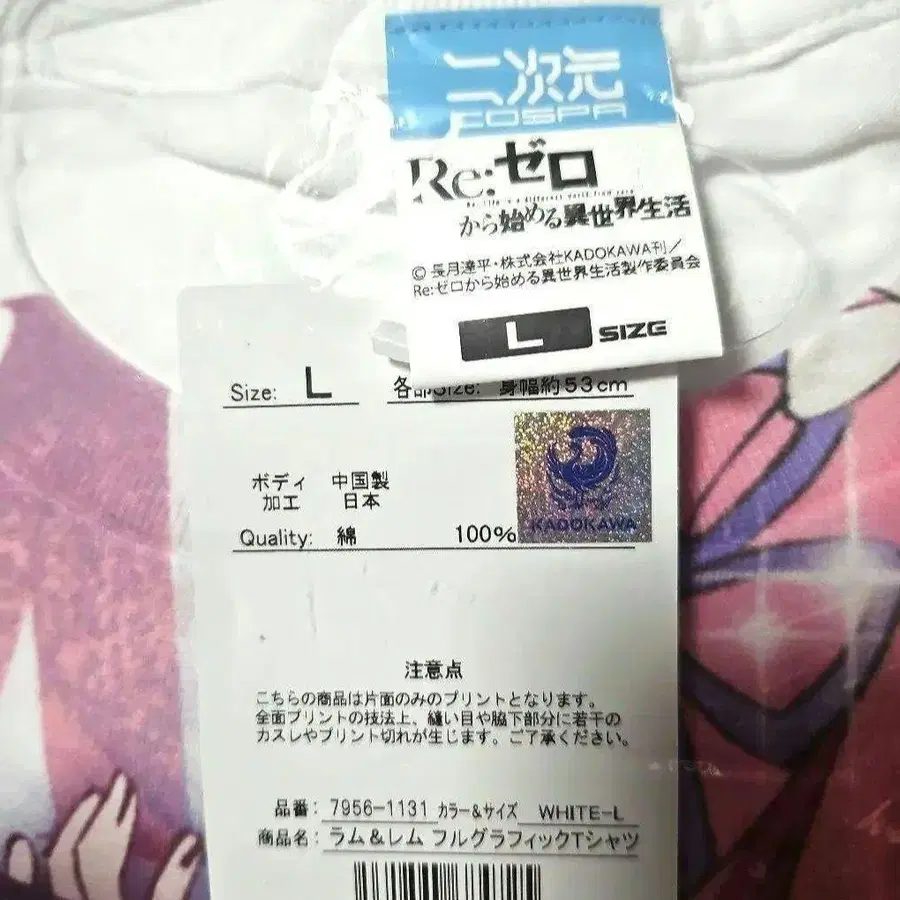 二次元
COSPA
Re:ゼロ
Re: Life in a different world from zero
から始める異世界生活
© 長月達平・株式会社KADOKAWA刊／
Re:ゼロから始める異世界生活製作委員会
L SIZE
Size: L 各部Size: 身幅約53cm
ボディ 中国製
加工 日本
KADOKAWA
Quality: 綿 100%
注意点
こちらの商品は片面のみのプリントとなります。
全面プリントの技法上、縫い目や脇下部分に若干の
カスレやプリント切れが生じます。ご了承ください。
品番： 7956-1131 カラー&サイズ WHITE-L
商品名： ラム&レム フルグラフィックTシャツ